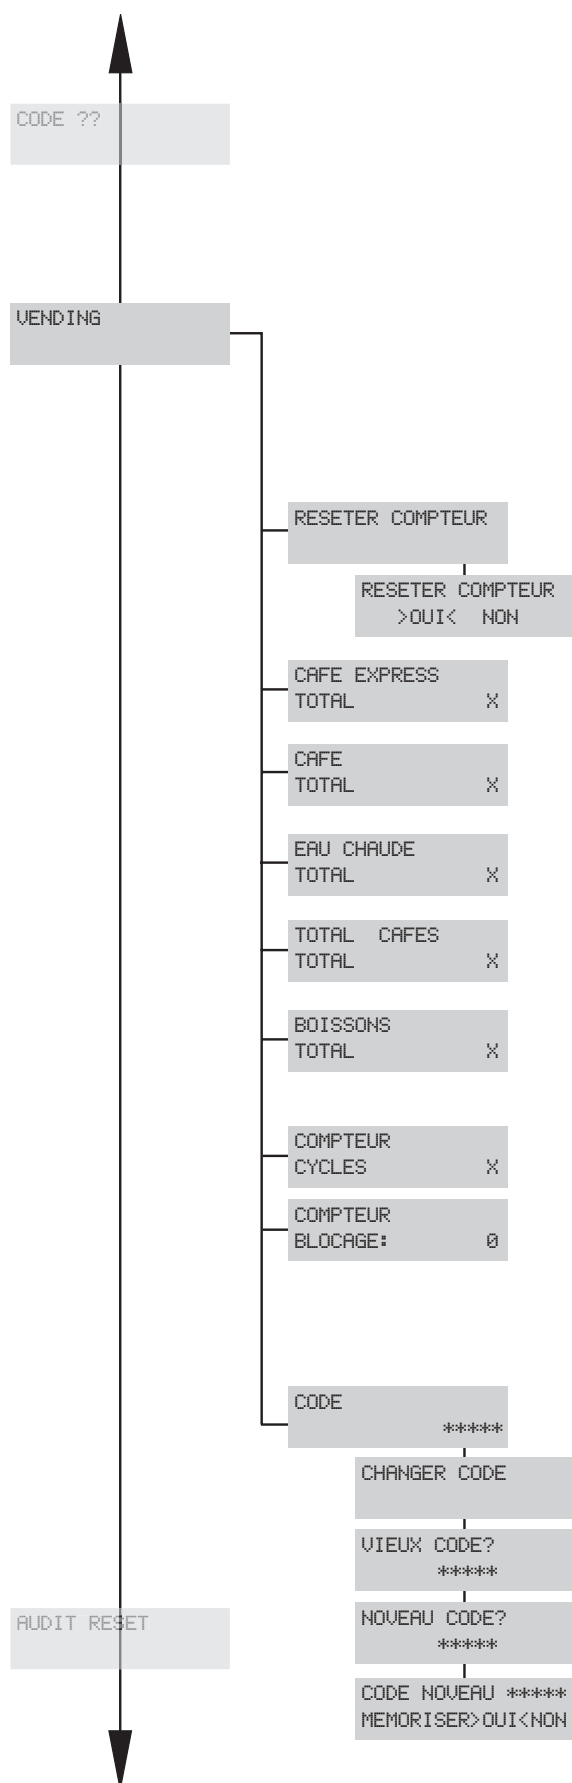 CODE ??
VENDING
RESETER COMPTEUR
RESETER COMPTEUR
>OUI< NON
CAFE EXPRESS
TOTAL X
CAFE
TOTAL X
EAU CHAUDE
TOTAL X
TOTAL CAFES
TOTAL X
BOISSONS
TOTAL X
COMPTEUR
CYCLES X
COMPTEUR
BLOCAGE: 0
CODE
*****
CHANGER CODE
VIEUX CODE?
*****
NOVEAU CODE?
*****
CODE NOVEAU *****
MEMORISER>OUI<NON
AUDIT RESET